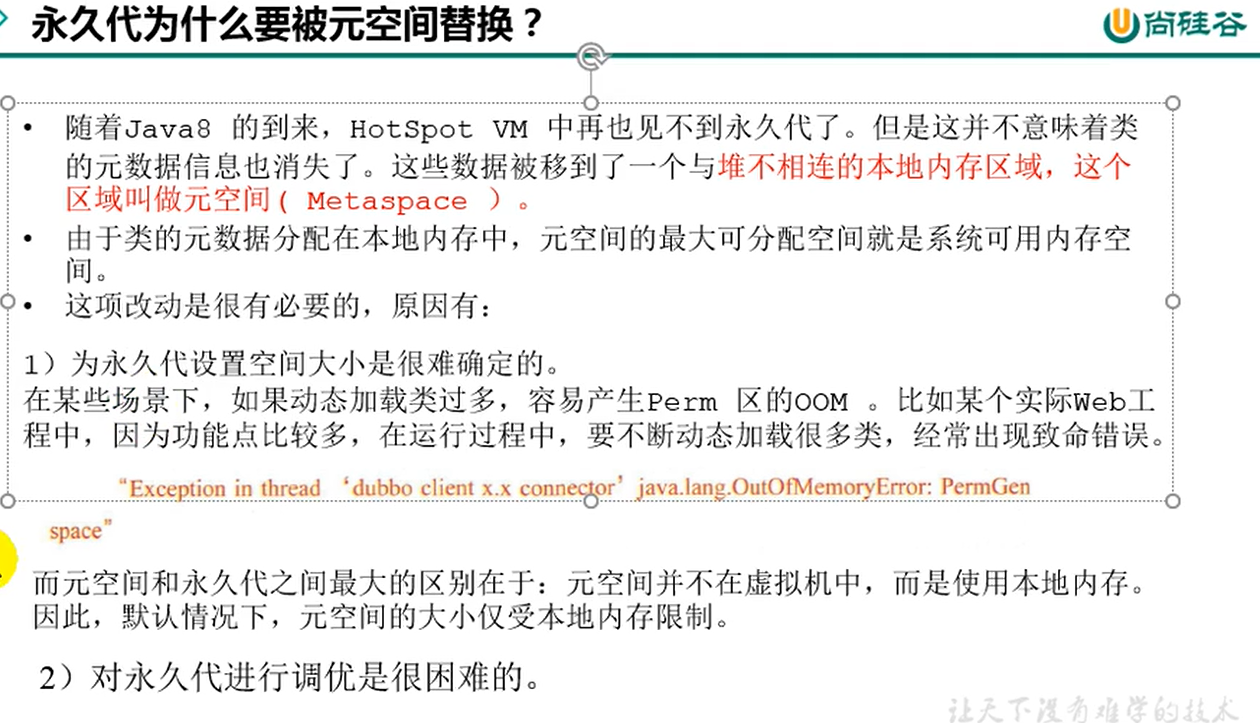 永久代为什么要被元空间替换？
尚硅谷
• 随着Java8 的到来，HotSpot VM 中再也见不到永久代了。但是这并不意味着类
的元数据信息也消失了。这些数据被移到了一个与堆不相连的本地内存区域，这个
区域叫做元空间( Metaspace ）。
• 由于类的元数据分配在本地内存中，元空间的最大可分配空间就是系统可用内存空
间。
• 这项改动是很有必要的，原因有：
1）为永久代设置空间大小是很难确定的。
在某些场景下，如果动态加载类过多，容易产生Perm 区的OOM 。比如某个实际Web工
程中，因为功能点比较多，在运行过程中，要不断动态加载很多类，经常出现致命错误。
“Exception in thread ‘dubbo client x.x connector’ java.lang.OutOfMemoryError: PermGen
space”
而元空间和永久代之间最大的区别在于：元空间并不在虚拟机中，而是使用本地内存。
因此，默认情况下，元空间的大小仅受本地内存限制。
2）对永久代进行调优是很困难的。
让天下没有难学的技术